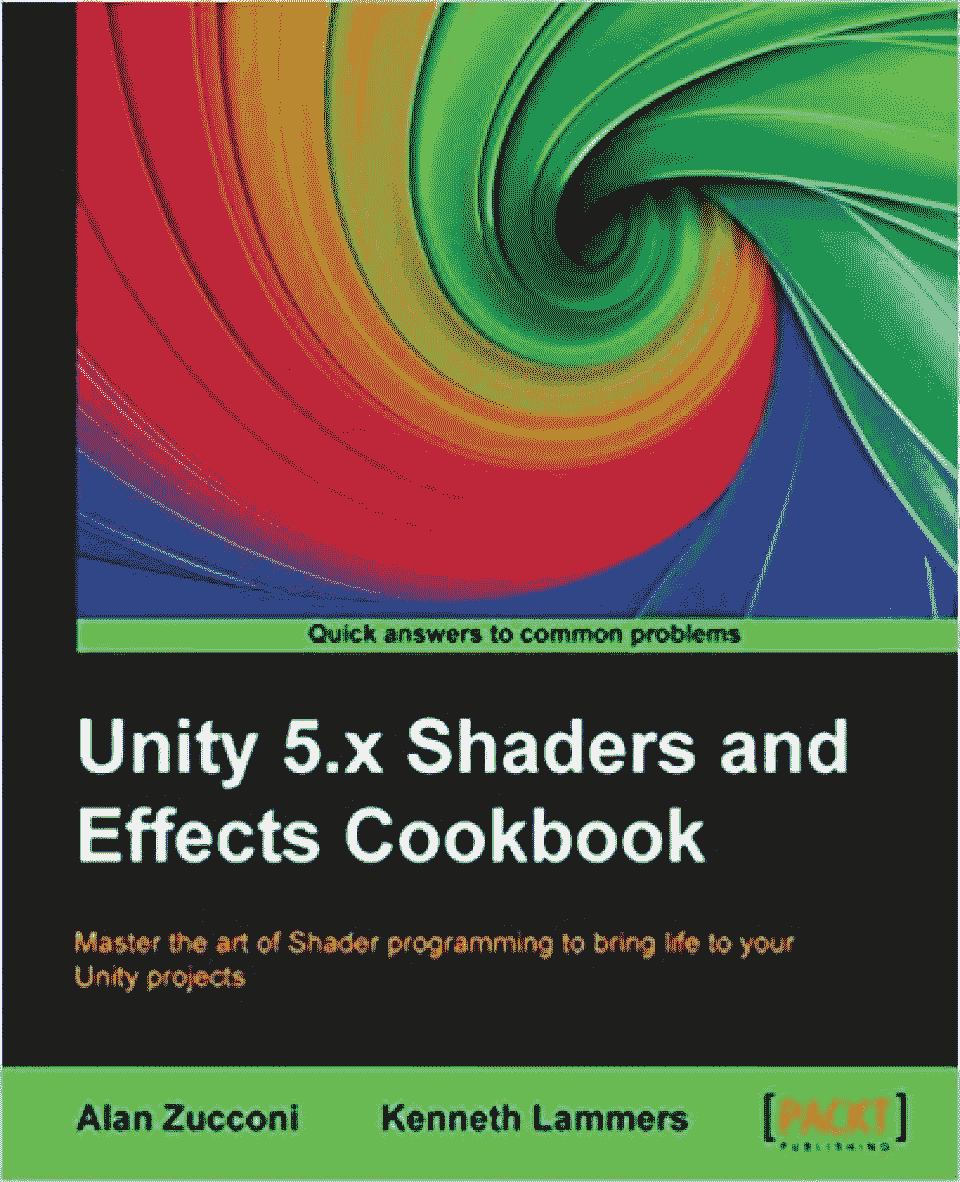 Quick answers to common problems
Unity 5.x Shaders and
Effects Cookbook
Master the art of Shader programming to bring life to your
Unity projects
Alan Zucconi
Kenneth Lammers
[PACKT]
PUBLISHING